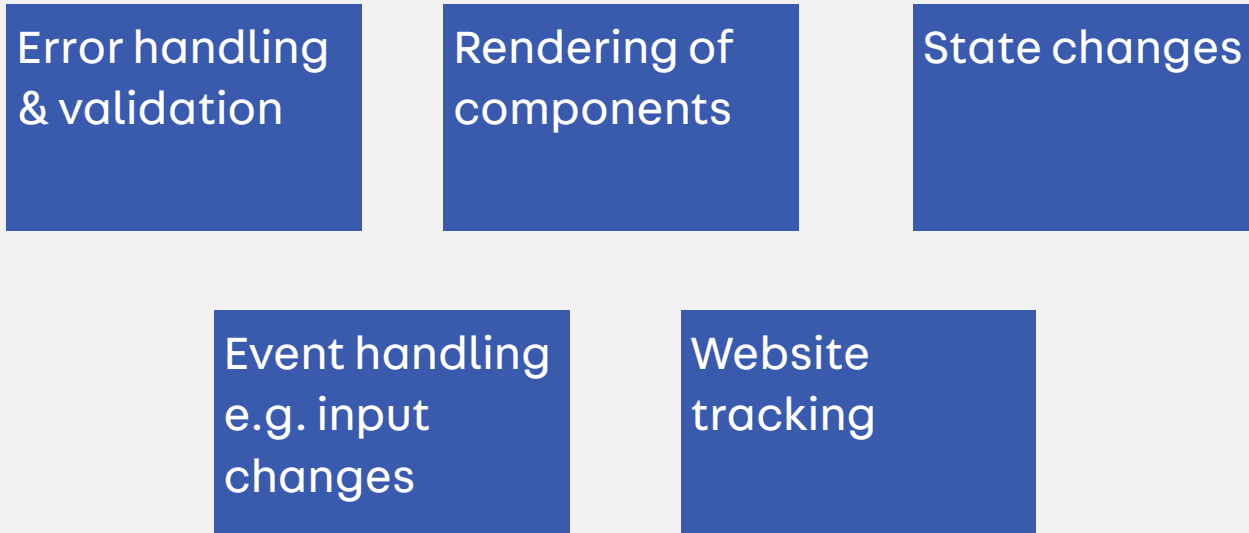 Error handling
& validation
Rendering of
components
State changes
Event handling
e.g. input
changes
Website
tracking